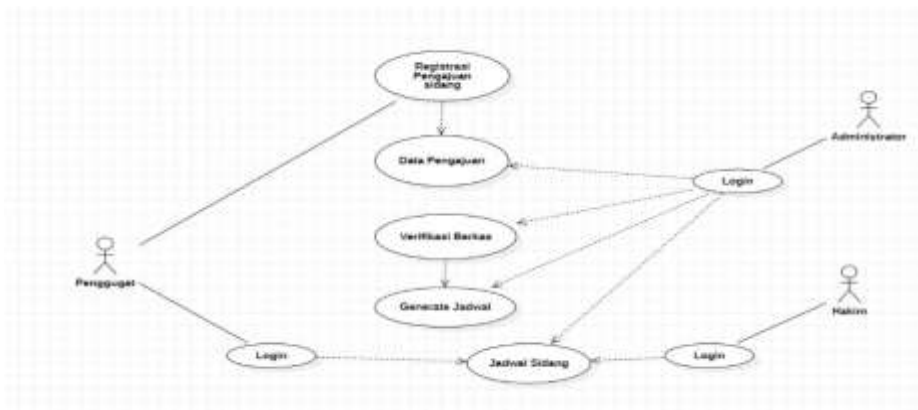 Registrasi
Pengajuan
sidang
Administrator
Data Pengajuan
Login
Verifikasi Berkas
Penggugat
Generate Jadwal
Hakim
Login
Jadwal Sidang
Login